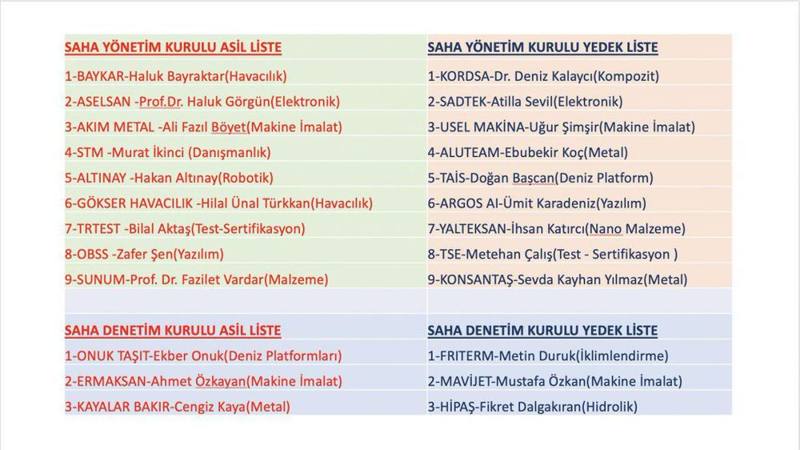 SAHA YÖNETİM KURULU ASİL LİSTE
1-BAYKAR-Haluk Bayraktar(Havacılık)
2-ASELSAN -Prof.Dr. Haluk Görgün(Elektronik)
3-AKIM METAL -Ali Fazıl Böyet(Makine İmalat)
4-STM -Murat İkinci (Danışmanlık)
5-ALTINAY -Hakan Altınay(Robotik)
6-GÖKSER HAVACILIK -Hilal Ünal Türkkan(Havacılık)
7-TRTEST -Bilal Aktaş(Test-Sertifikasyon)
8-OBSS -Zafer Şen(Yazılım)
9-SUNUM-Prof. Dr. Fazilet Vardar(Malzeme)
SAHA YÖNETİM KURULU YEDEK LİSTE
1-KORDSA-Dr. Deniz Kalaycı(Kompozit)
2-SADTEK-Atilla Sevil(Elektronik)
3-USEL MAKİNA-Uğur Şimşir(Makine İmalat)
4-ALUTEAM-Ebubekir Koç(Metal)
5-TAİS-Doğan Başcan(Deniz Platform)
6-ARGOS AI-Ümit Karadeniz(Yazılım)
7-YALTEKSAN-İhsan Katırcı(Nano Malzeme)
8-TSE-Metehan Çalış(Test - Sertifikasyon )
9-KONSANTAŞ-Sevda Kayhan Yılmaz(Metal)
SAHA DENETİM KURULU ASİL LİSTE
1-ONUK TAŞIT-Ekber Onuk(Deniz Platformları)
2-ERMAKSAN-Ahmet Özkayan(Makine İmalat)
3-KAYALAR BAKIR-Cengiz Kaya(Metal)
SAHA DENETİM KURULU YEDEK LİSTE
1-FRİTERM-Metin Duruk(İklimlendirme)
2-MAVİJET-Mustafa Özkan(Makine İmalat)
3-HİPAŞ-Fikret Dalgakıran(Hidrolik)